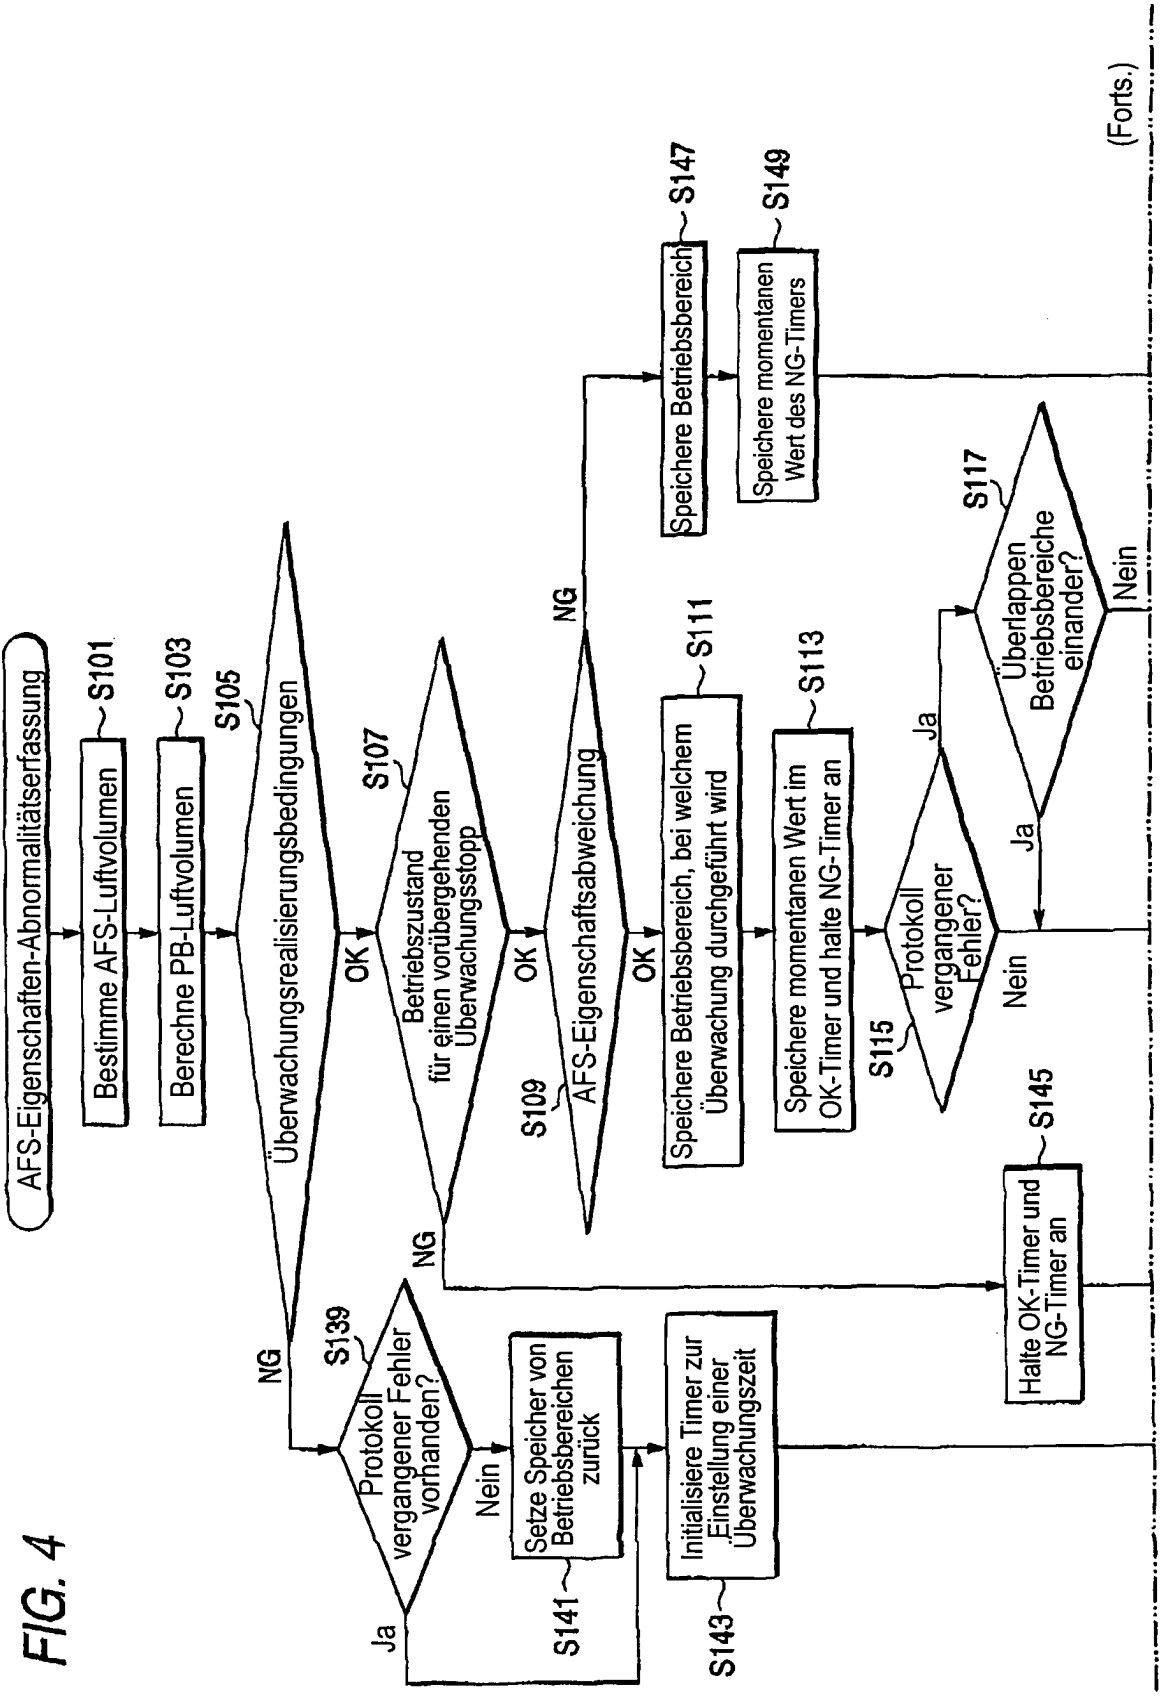 FIG. 4
AFS-Eigenschaften-Abnormalitätserfassung
Bestimme AFS-Luftvolumen
S101
Berechne PB-Luftvolumen
S103
Überwachungsrealisierungsbedingungen
S105
NG
OK
Betriebszustand
für einen vorübergehenden
Überwachungsstopp
S107
NG
OK
AFS-Eigenschaftsabweichung
S109
NG
OK
Speichere Betriebsbereich, bei welchem
Überwachung durchgeführt wird
S111
Speichere momentanen Wert im
OK-Timer und halte NG-Timer an
S113
Protokoll
vergangener
Fehler?
S115
Ja
Nein
Überlappen
Betriebsbereiche
einander?
S117
Ja
Nein
Protokoll
vergangener Fehler
vorhanden?
S139
Ja
Nein
Setze Speicher von
Betriebsbereichen
zurück
S141
Initialisiere Timer zur
Einstellung einer
Überwachungszeit
S143
Halte OK-Timer und
NG-Timer an
S145
Speichere Betriebsbereich
S147
Speichere momentanen
Wert des NG-Timers
S149
(Forts.)